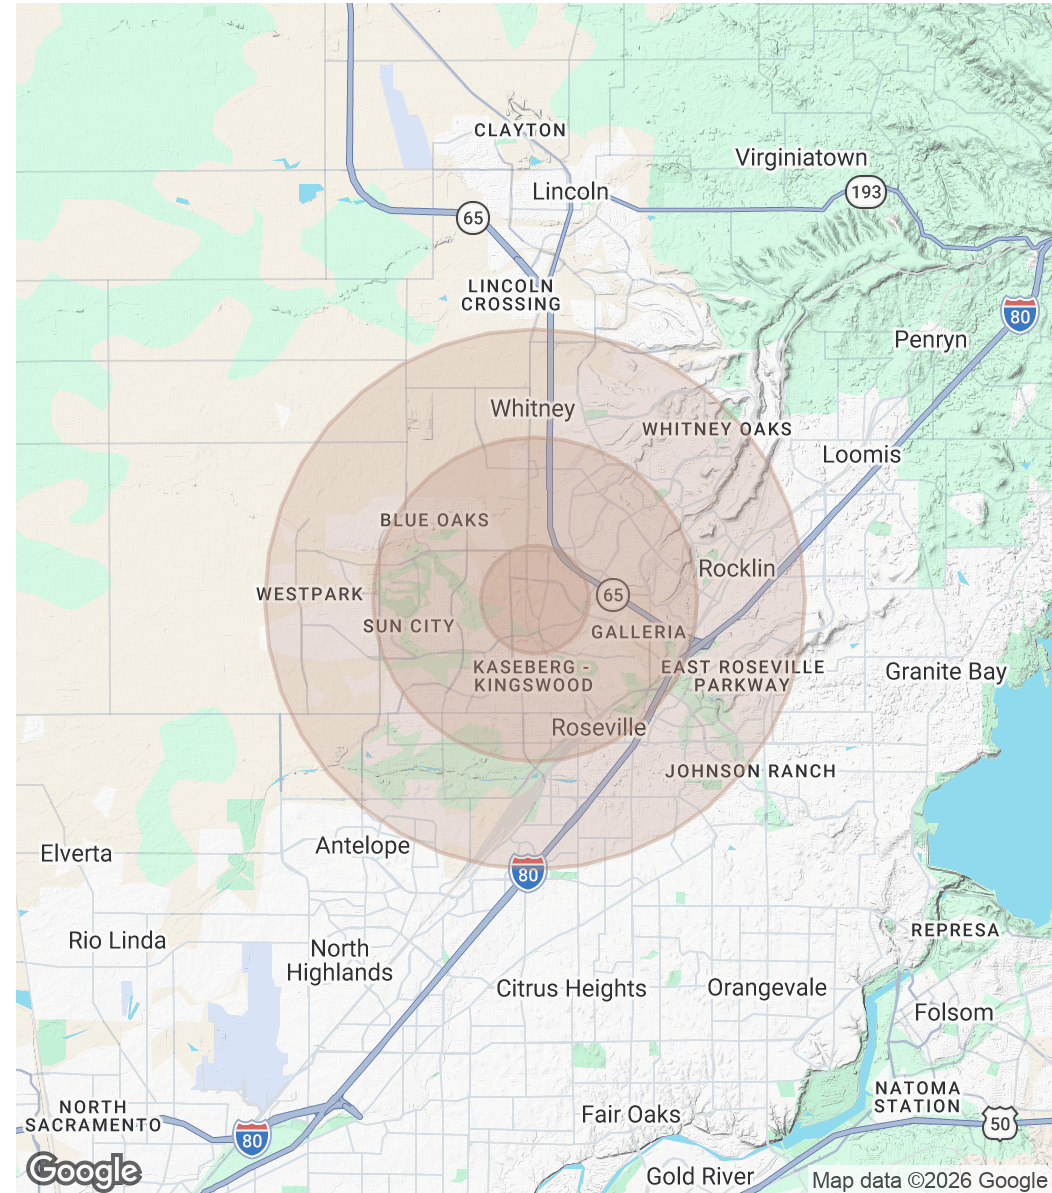 CLAYTON
Virginiatown
Lincoln
193
65
LINCOLN
CROSSING
80
Penryn
Whitney
WHITNEY OAKS
Loomis
BLUE OAKS
Rocklin
WESTPARK
65
SUN CITY
GALLERIA
KASEBERG -
KINGSWOOD
EAST ROSEVILLE
PARKWAY
Granite Bay
Roseville
JOHNSON RANCH
Antelope
Elverta
80
REPRESA
Rio Linda
North
Highlands
Citrus Heights
Orangevale
Folsom
NATOMA
STATION
NORTH
SACRAMENTO
Fair Oaks
50
80
Google
Gold River
Map data ©2026 Google